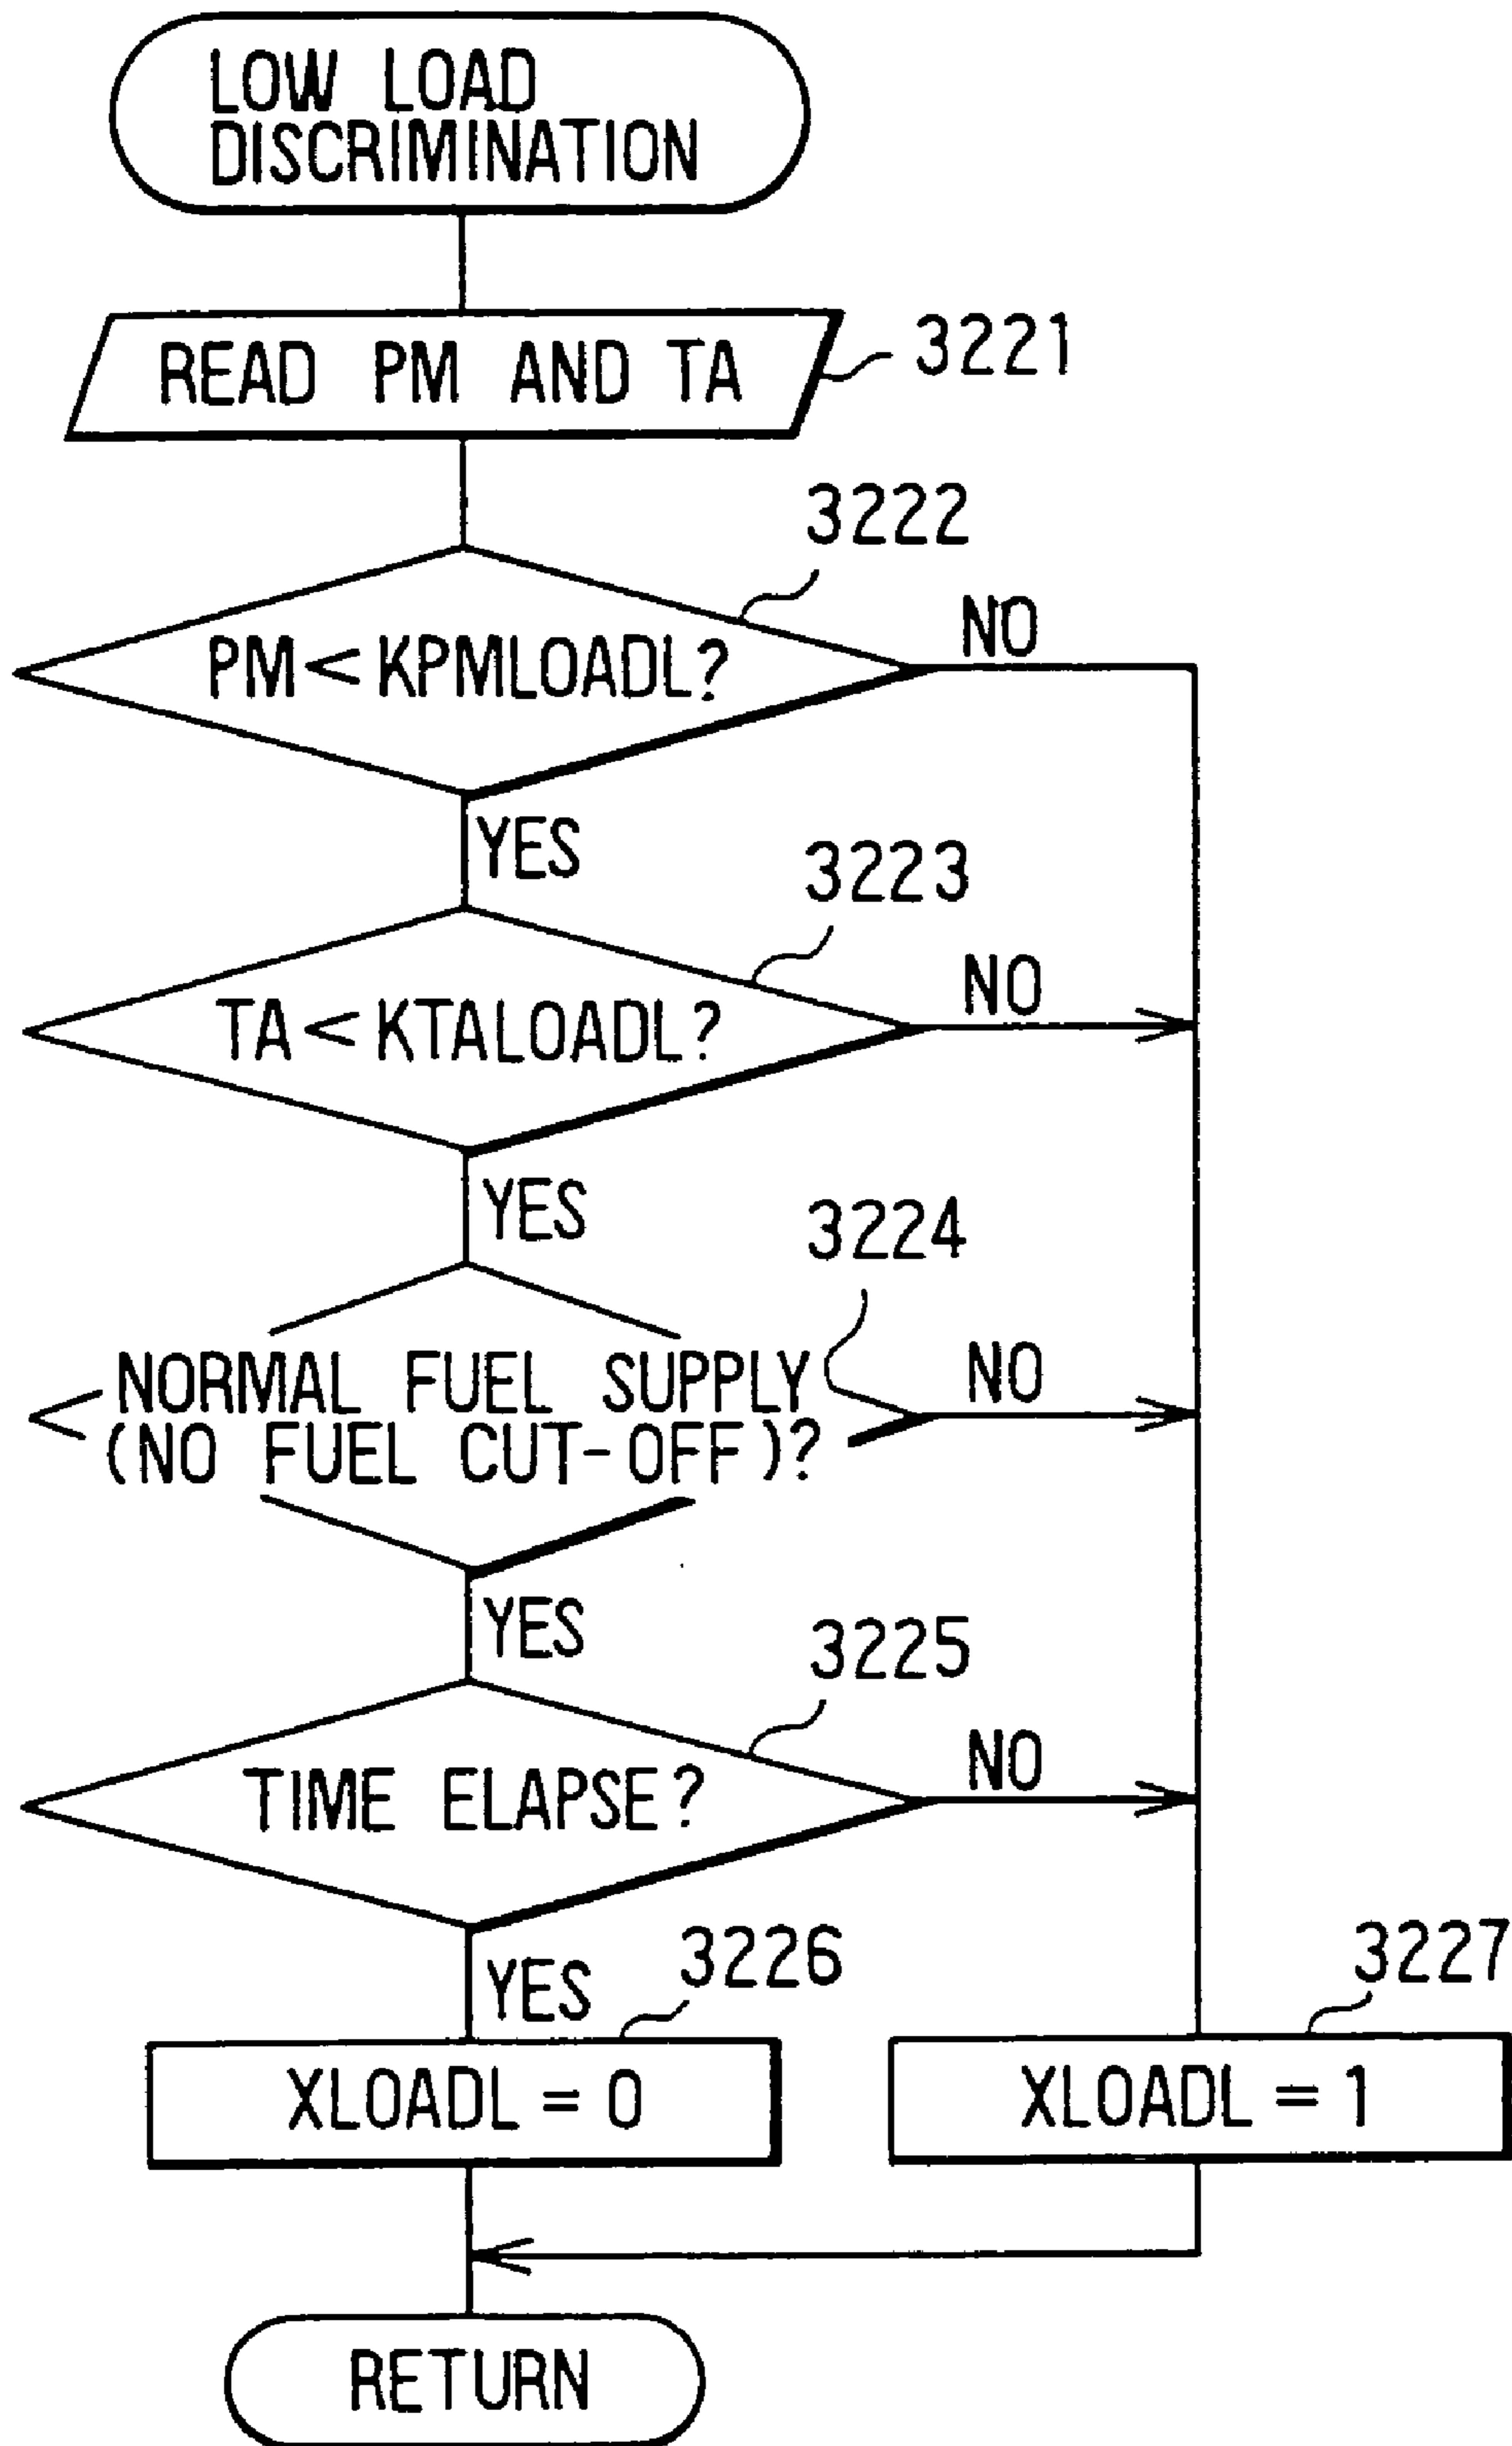 LOW LOAD
DISCRIMINATION
READ PM AND TA
3221
3222
PM < KPMLOADL?
NO
YES
3223
TA < KTALOADL?
NO
YES
3224
NORMAL FUEL SUPPLY
(NO FUEL CUT-OFF)?
NO
YES
3225
TIME ELAPSE?
NO
YES
3226
3227
XLOADL = 0
XLOADL = 1
RETURN